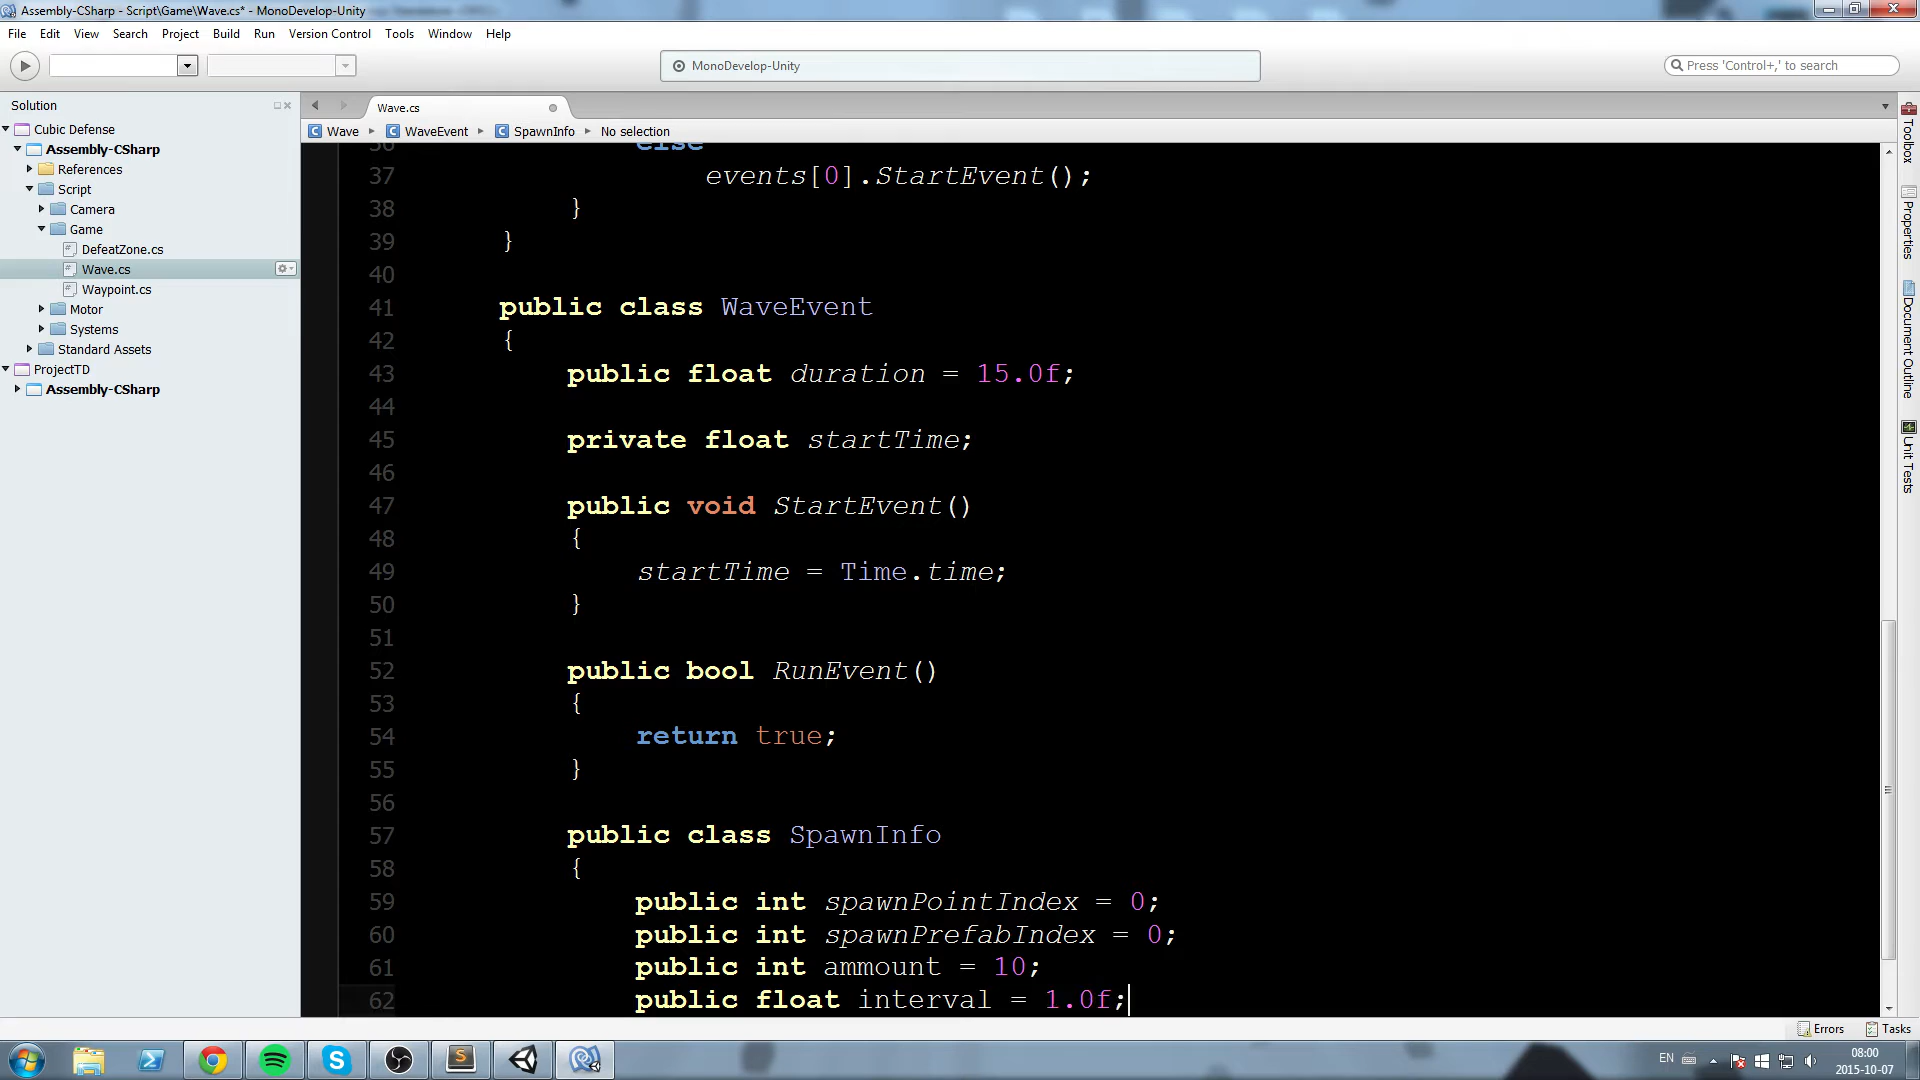 Assembly-CSharp - Script\Game\Wave.cs* - MonoDevelop-Unity
File Edit View Search Project Build Run Version Control Tools Window Help
MonoDevelop-Unity
Press 'Control+,' to search
Solution
Cubic Defense
Assembly-CSharp
References
Script
Camera
Game
DefeatZone.cs
Wave.cs
Waypoint.cs
Motor
Systems
Standard Assets
ProjectTD
Assembly-CSharp
Wave.cs
Wave WaveEvent SpawnInfo No selection
36 else
37 events[0].StartEvent();
38 }
39 }
40
41 public class WaveEvent
42 {
43 public float duration = 15.0f;
44
45 private float startTime;
46
47 public void StartEvent()
48 {
49 startTime = Time.time;
50 }
51
52 public bool RunEvent()
53 {
54 return true;
55 }
56
57 public class SpawnInfo
58 {
59 public int spawnPointIndex = 0;
60 public int spawnPrefabIndex = 0;
61 public int ammount = 10;
62 public float interval = 1.0f;
Toolbox
Properties
Document Outline
Unit Tests
Errors Tasks
EN
08:00
2015-10-07